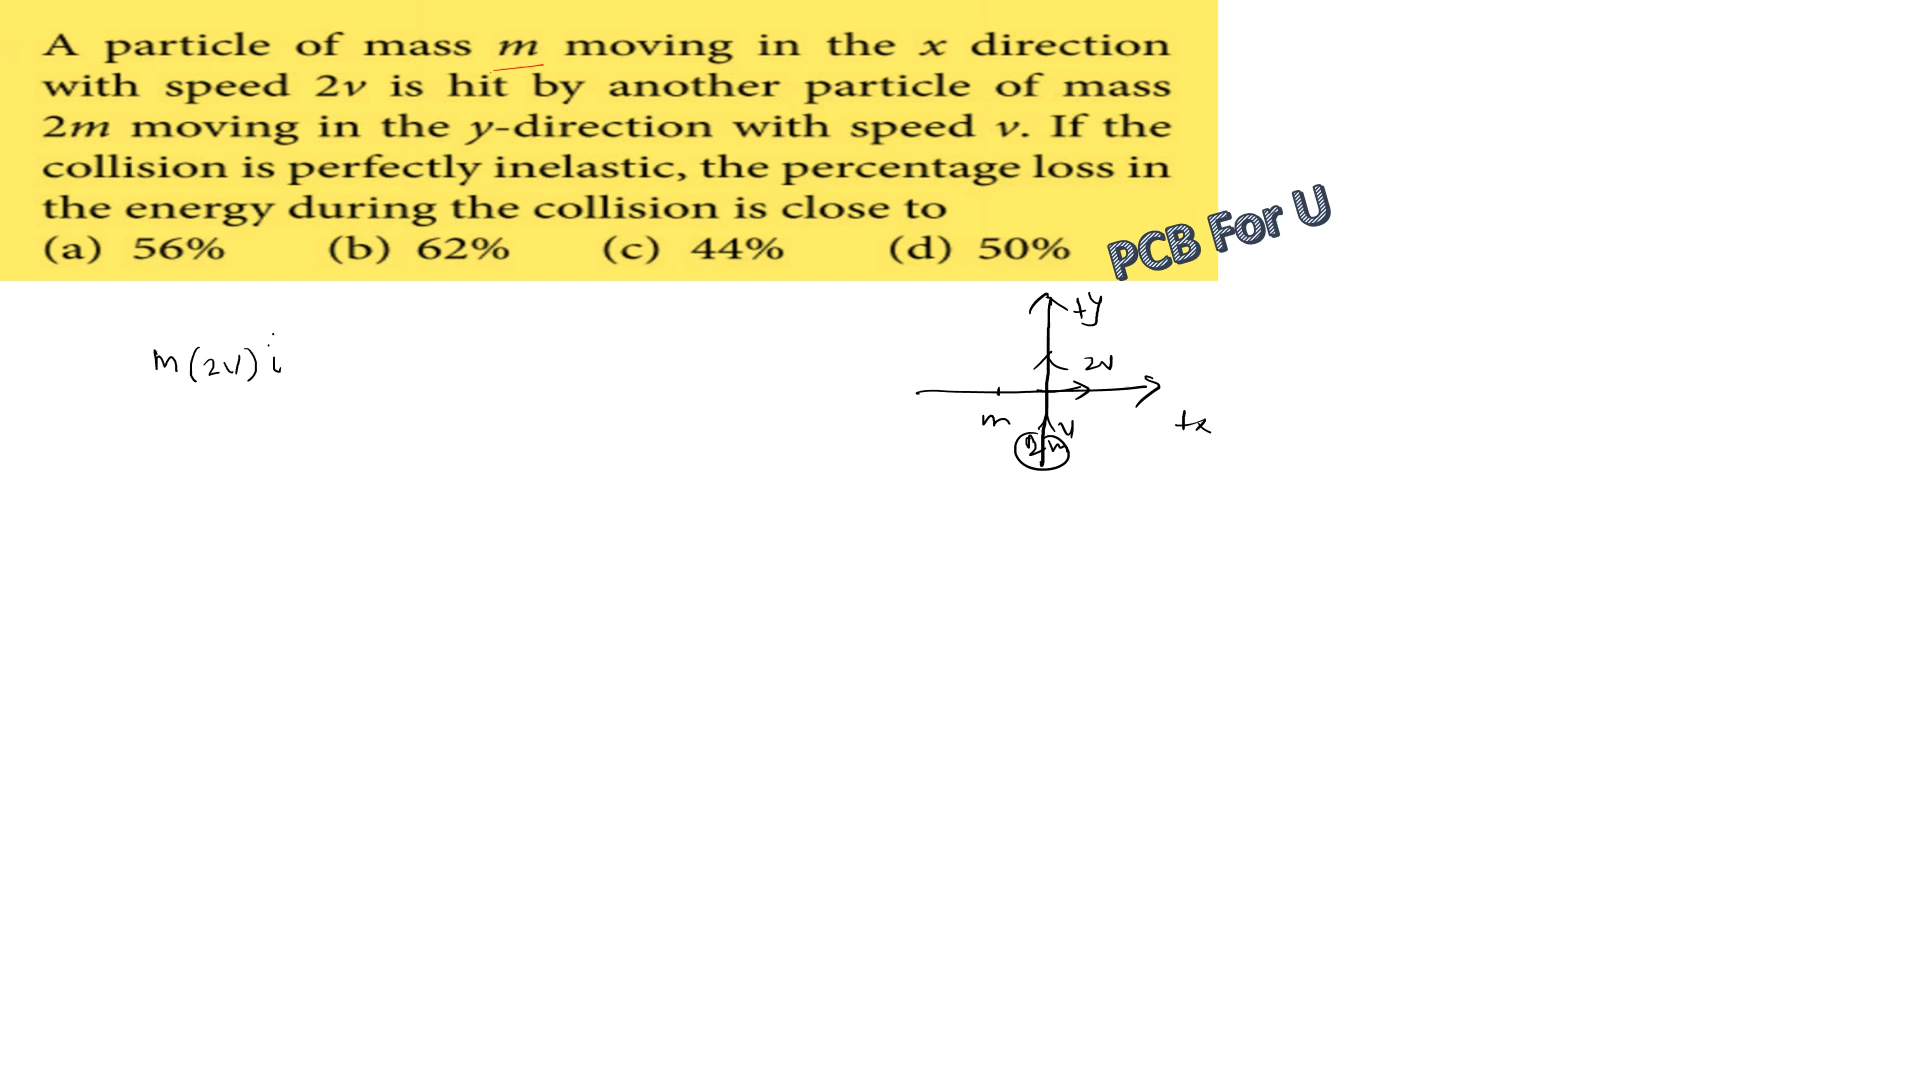 A particle of mass m moving in the x direction
with speed 2v is hit by another particle of mass
2m moving in the y-direction with speed v. If the
collision is perfectly inelastic, the percentage loss in
the energy during the collision is close to
(a) 56% (b) 62% (c) 44% (d) 50%
PCB For U
+y
m(2v) i
2v
m
v
+x
2m